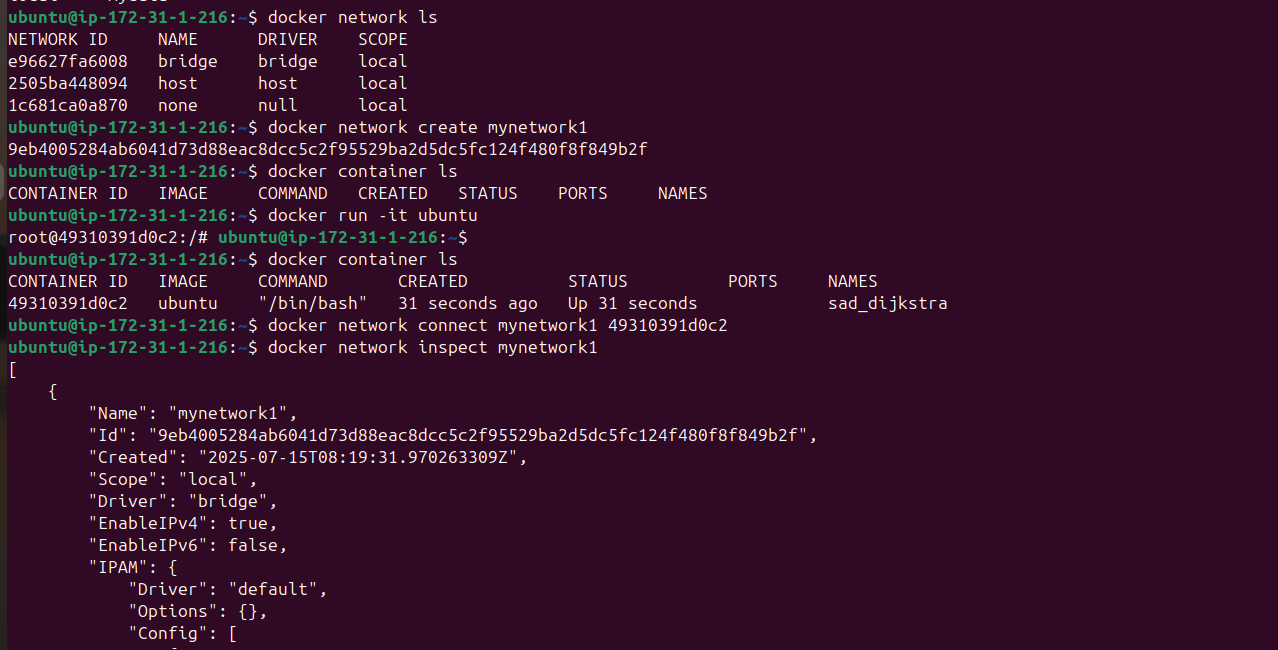 ubuntu@ip-172-31-1-216:~$ docker network ls
NETWORK ID     NAME      DRIVER    SCOPE
e96627fa6008   bridge    bridge    local
2505ba448094   host      host      local
1c681ca0a870   none      null      local
ubuntu@ip-172-31-1-216:~$ docker network create mynetwork1
9eb4005284ab6041d73d88eac8dcc5c2f95529ba2d5dc5fc124f480f8f849b2f
ubuntu@ip-172-31-1-216:~$ docker container ls
CONTAINER ID   IMAGE     COMMAND   CREATED   STATUS    PORTS     NAMES
ubuntu@ip-172-31-1-216:~$ docker run -it ubuntu
root@49310391d0c2:/# ubuntu@ip-172-31-1-216:~$
ubuntu@ip-172-31-1-216:~$ docker container ls
CONTAINER ID   IMAGE     COMMAND       CREATED          STATUS          PORTS     NAMES
49310391d0c2   ubuntu    "/bin/bash"   31 seconds ago   Up 31 seconds             sad_dijkstra
ubuntu@ip-172-31-1-216:~$ docker network connect mynetwork1 49310391d0c2
ubuntu@ip-172-31-1-216:~$ docker network inspect mynetwork1
[
    {
        "Name": "mynetwork1",
        "Id": "9eb4005284ab6041d73d88eac8dcc5c2f95529ba2d5dc5fc124f480f8f849b2f",
        "Created": "2025-07-15T08:19:31.970263309Z",
        "Scope": "local",
        "Driver": "bridge",
        "EnableIPv4": true,
        "EnableIPv6": false,
        "IPAM": {
            "Driver": "default",
            "Options": {},
            "Config": [